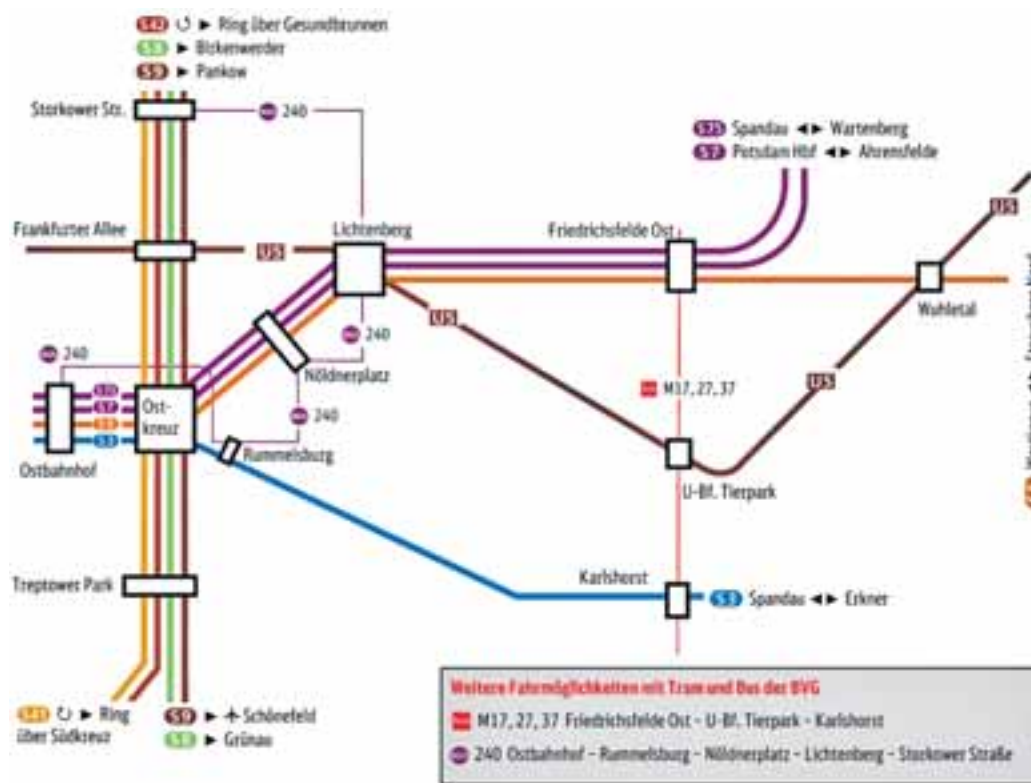 S42 ↻ ► Ring über Gesundbrunnen
S8 ► Birkenwerder
S9 ► Pankow
Storkower Str.
240
S75 Spandau ◄► Wartenberg
S7 Potsdam Hbf ◄► Ahrensfelde
U5
Frankfurter Allee
U5
Lichtenberg
Friedrichsfelde Ost
Wuhletal
U5
240
240
Nöldnerplatz
U5
M17, 27, 37
S75
S7
S3
Ost-
kreuz
240
Ostbahnhof
Rummelsburg
U-Bf. Tierpark
Treptower Park
Karlshorst
S3 Spandau ◄► Erkner
S41 ↻ ► Ring
über Südkreuz
S9 ► Schönefeld
S8 ► Grünau
Weitere Fahrmöglichkeiten mit Tram und Bus der BVG
M17, 27, 37 Friedrichsfelde Ost – U-Bf. Tierpark – Karlshorst
240 Ostbahnhof – Rummelsburg – Nöldnerplatz – Lichtenberg – Storkower Straße